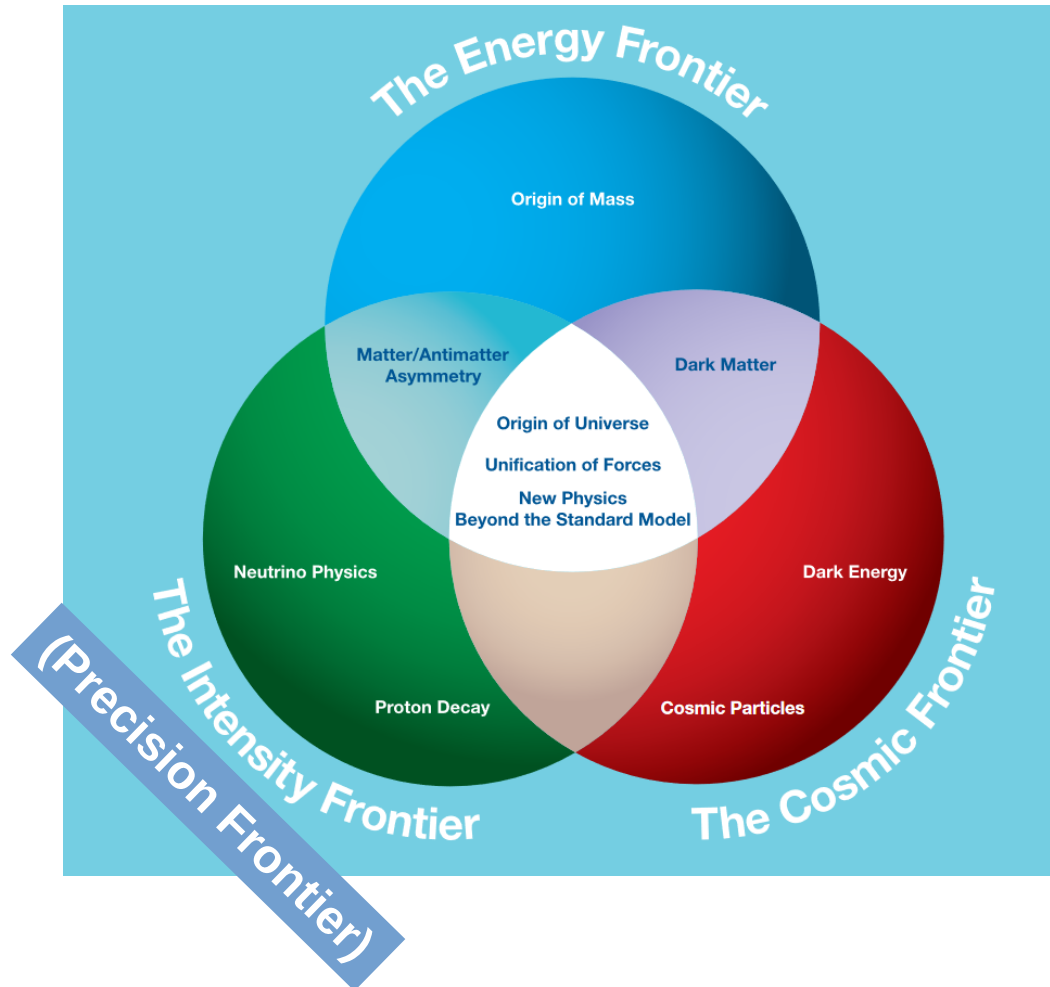 The Energy Frontier
Origin of Mass
Matter/Antimatter
Asymmetry
Dark Matter
Origin of Universe
Unification of Forces
New Physics
Beyond the Standard Model
Neutrino Physics
Dark Energy
Proton Decay
Cosmic Particles
The Intensity Frontier
(Precision Frontier)
The Cosmic Frontier